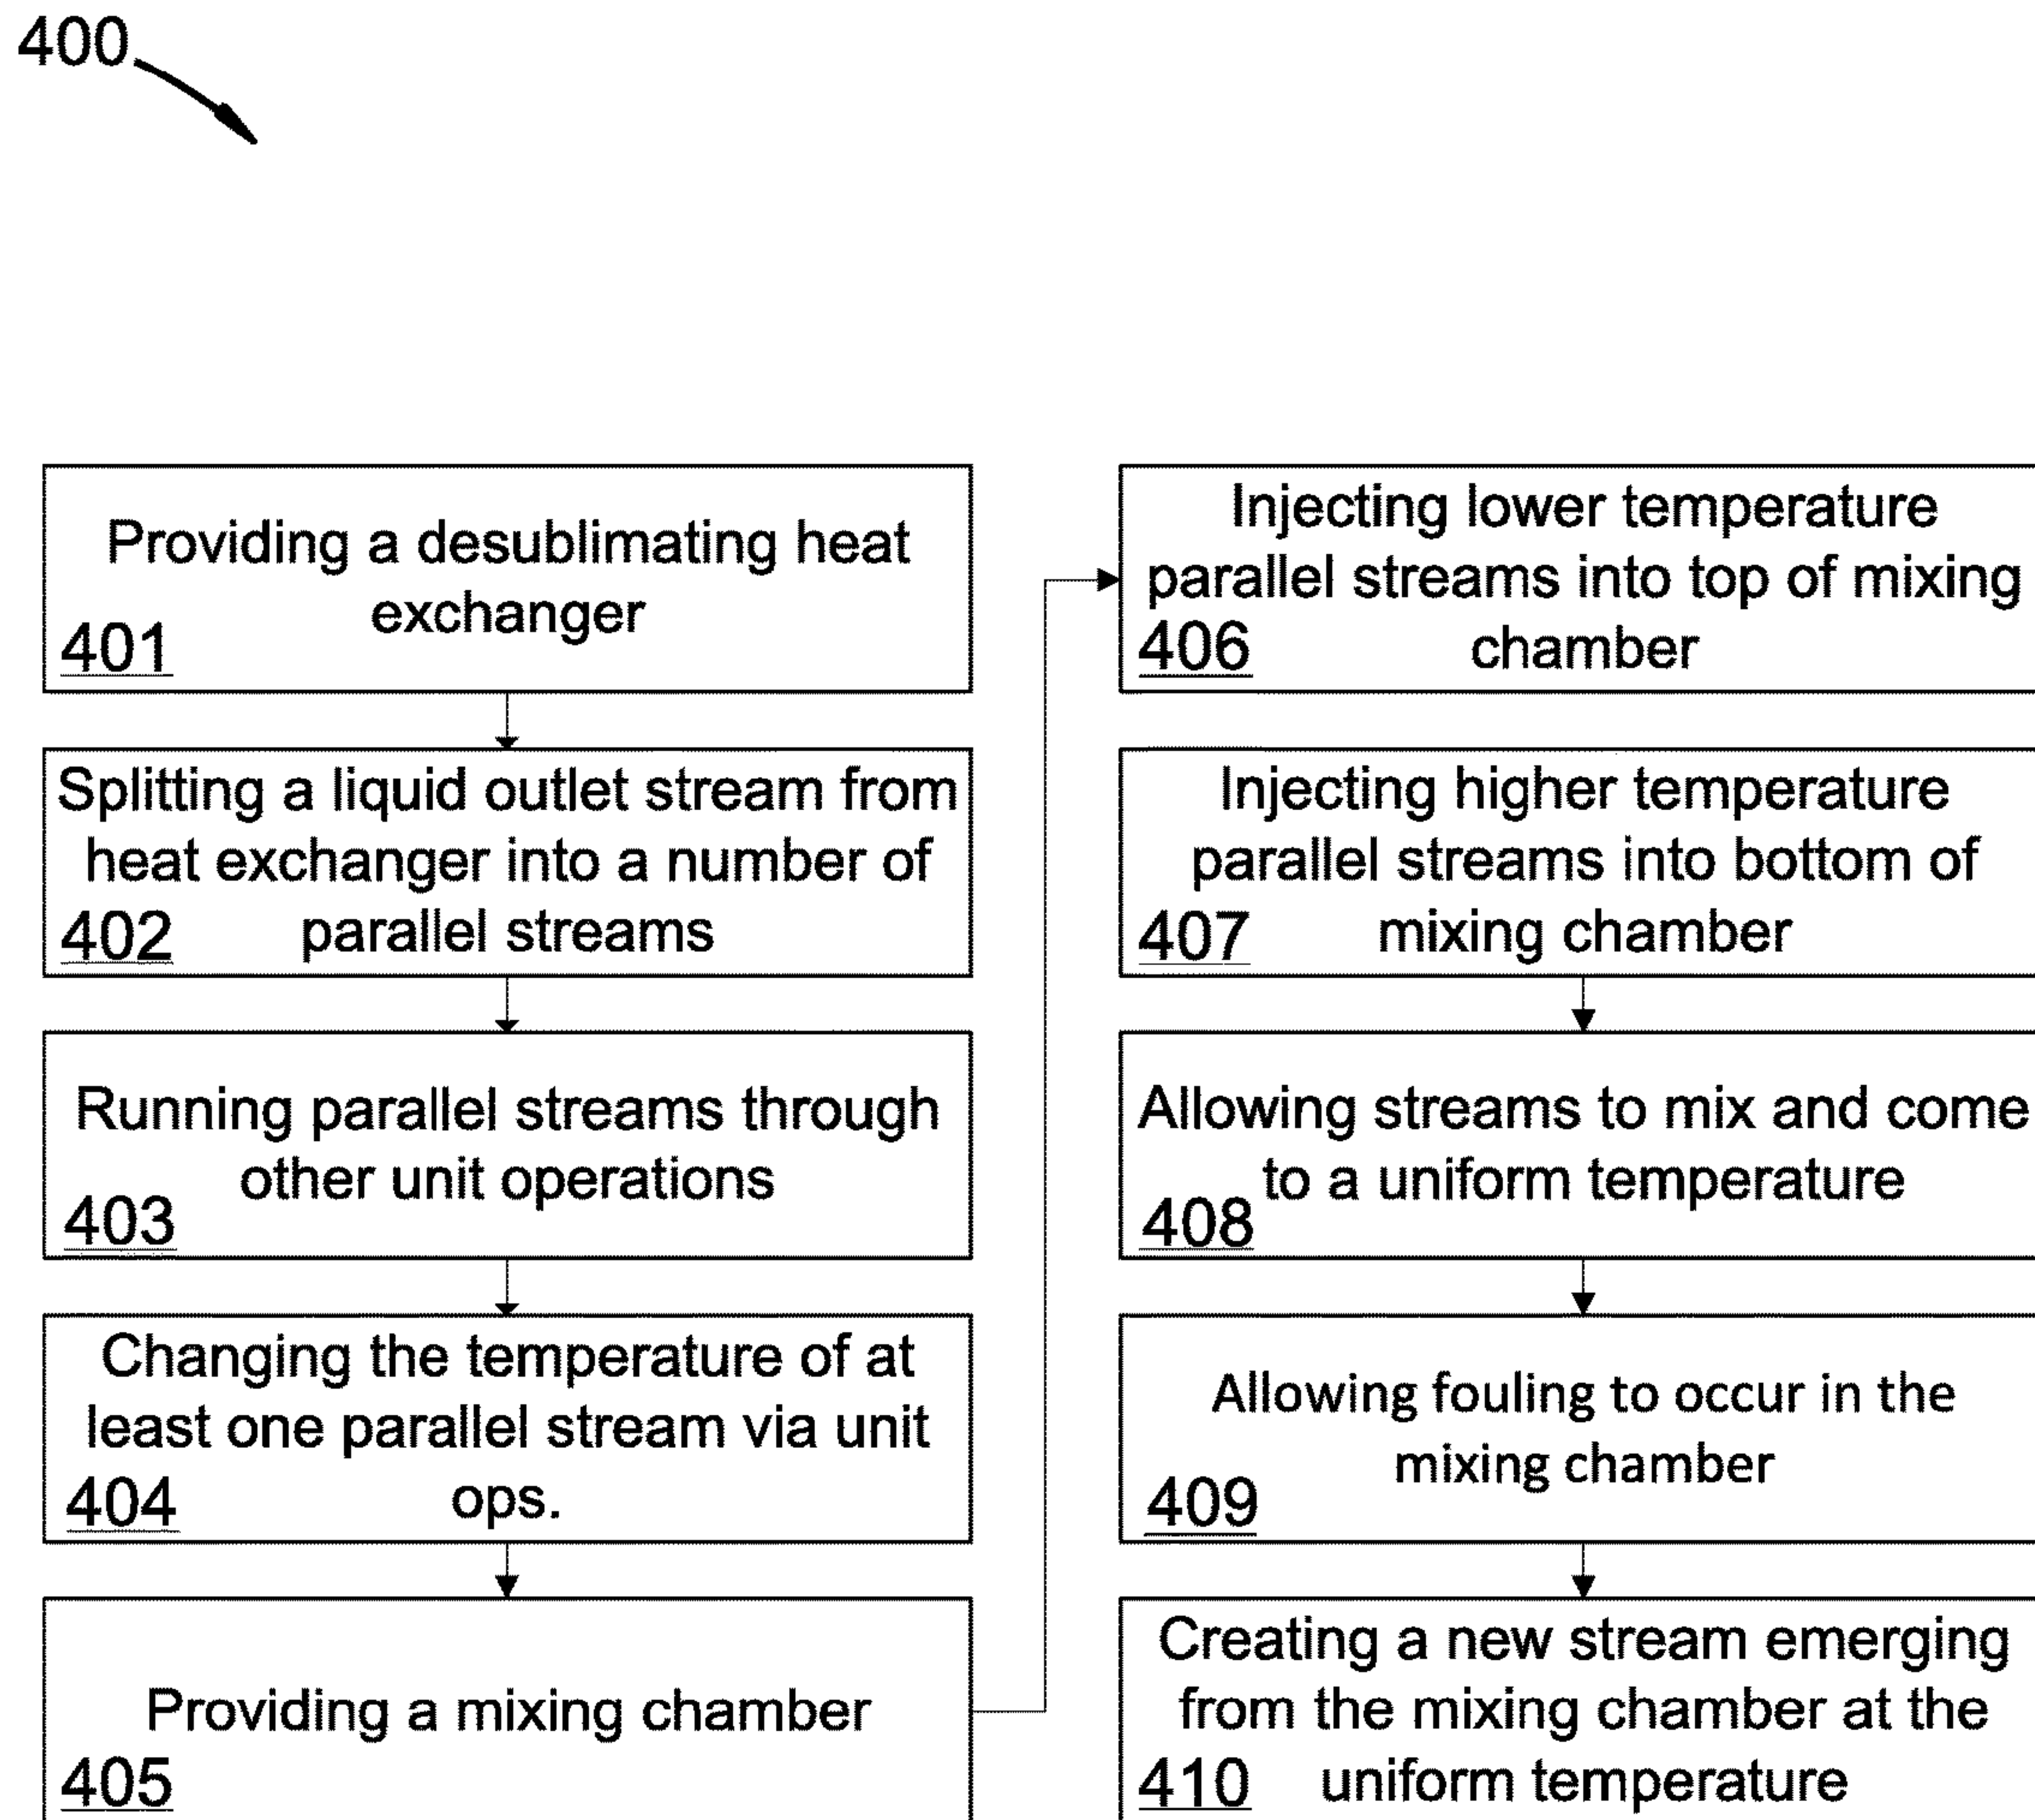 400
Providing a desublimating heat
exchanger
401
Splitting a liquid outlet stream from
heat exchanger into a number of
parallel streams
402
Running parallel streams through
other unit operations
403
Changing the temperature of at
least one parallel stream via unit
ops.
404
Providing a mixing chamber
405
Injecting lower temperature
parallel streams into top of mixing
chamber
406
Injecting higher temperature
parallel streams into bottom of
mixing chamber
407
Allowing streams to mix and come
to a uniform temperature
408
Allowing fouling to occur in the
mixing chamber
409
Creating a new stream emerging
from the mixing chamber at the
uniform temperature
410